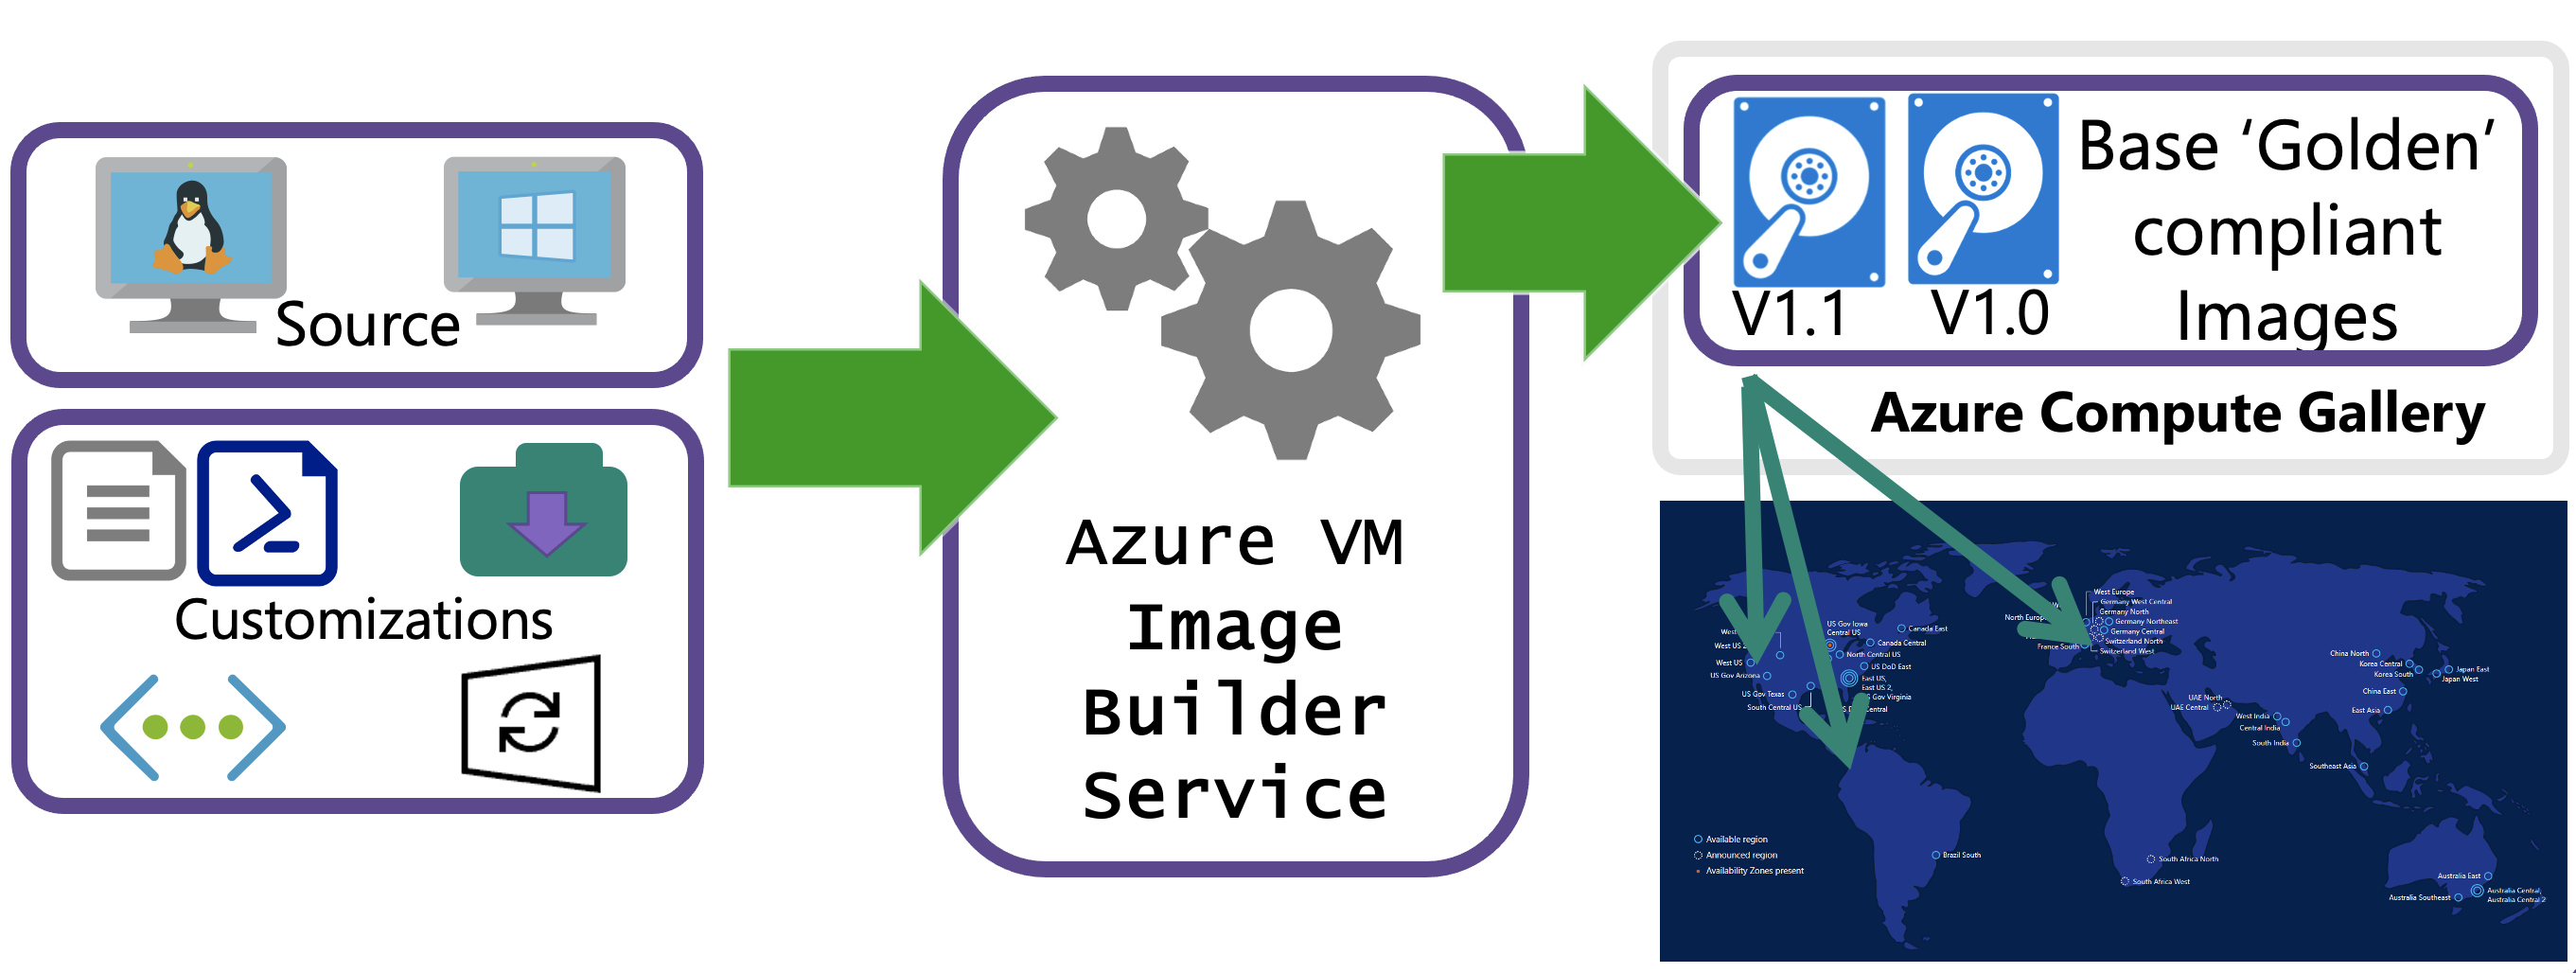 Source
Customizations
Azure VM
Image
Builder
Service
V1.1
V1.0
Base ‘Golden’
compliant
Images
Azure Compute Gallery
West US
US Gov Arizona
US Gov Texas
South Central US
US Gov Iowa
Central US
North Central US
Canada East
Canada Central
US DoD East
East US,
East US 2,
Gov Virginia
Central
Brazil South
West Europe
Germany West Central
Germany North
Germany Northeast
Germany Central
Switzerland North
Switzerland West
North Europe
France South
UAE North
UAE Central
West India
Central India
South India
China North
Korea Central
Korea South
Japan East
Japan West
China East
East Asia
Southeast Asia
South Africa North
South Africa West
Australia East
Australia Central,
Australia Central 2
Australia Southeast
Available region
Announced region
Availability Zones present